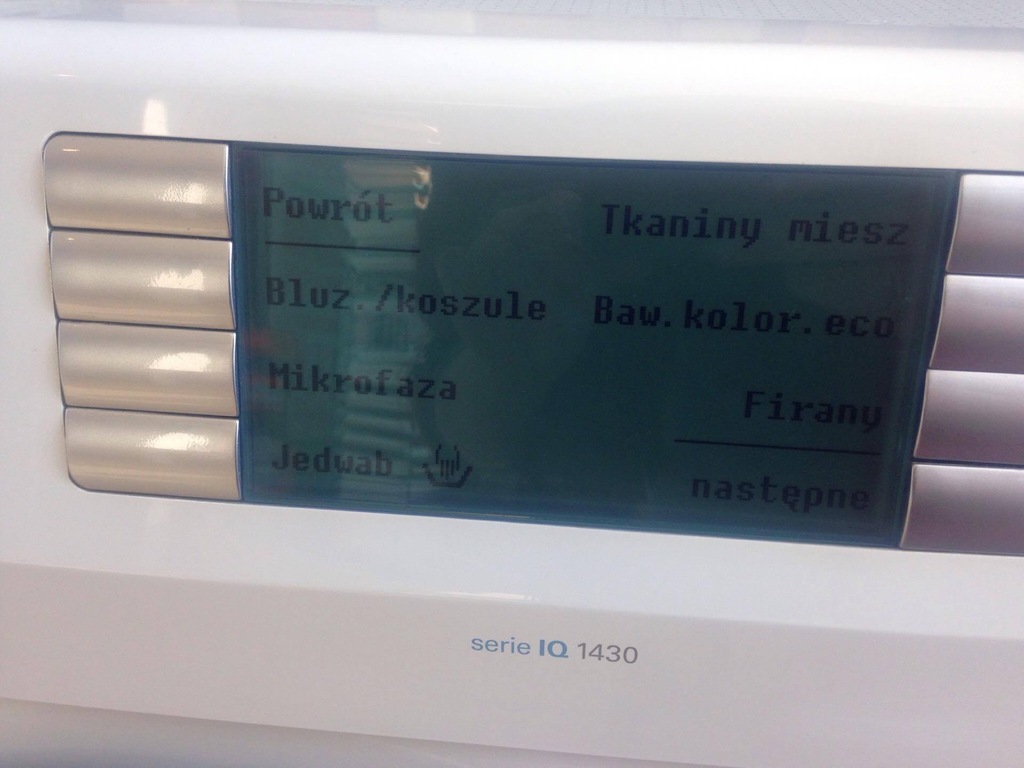 Powrót
Tkaniny miesz
Bluz./koszule
Baw.kolor.eco
Mikrofaza
Firany
Jedwab
następne
serie IQ 1430